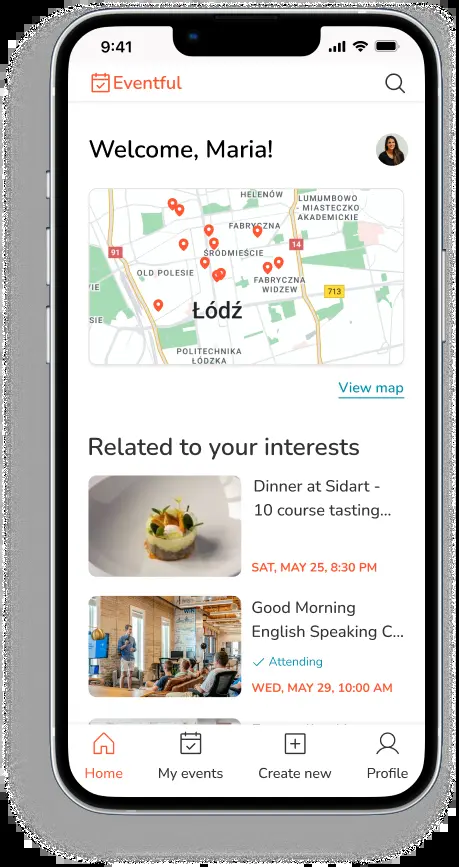 9:41
Eventful
Welcome, Maria!
HELENÓW
LUMUMBOWO
- MIASTECZKO
AKADEMICKIE
FABRYCZNA
91
14
ŚRÓDMIEŚCIE
OLD POLESIE
FABRYCZNA
WIDZEW
713
SIE
Łódź
POLITECHNIKA
ŁÓDZKA
View map
Related to your interests
Dinner at Sidart -
10 course tasting...
SAT, MAY 25, 8:30 PM
Good Morning
English Speaking C...
Attending
WED, MAY 29, 10:00 AM
Home
My events
Create new
Profile